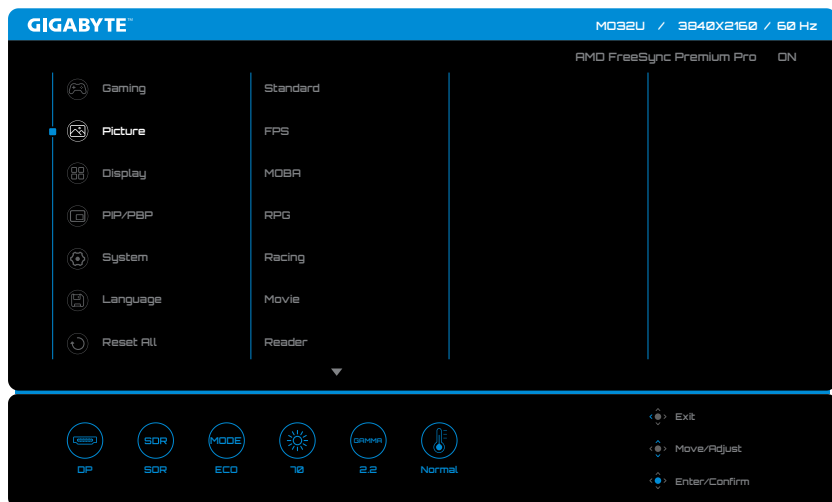 GIGABYTE™ MO32U / 3840X2160 / 60 Hz
AMD FreeSync Premium Pro ON
Gaming Standard
Picture FPS
Display MOBA
PIP/PBP RPG
System Racing
Language Movie
Reset All Reader
Exit
SDR MODE GAMMA
Move/Adjust
DP SDR ECO 70 2.2 Normal
Enter/Confirm